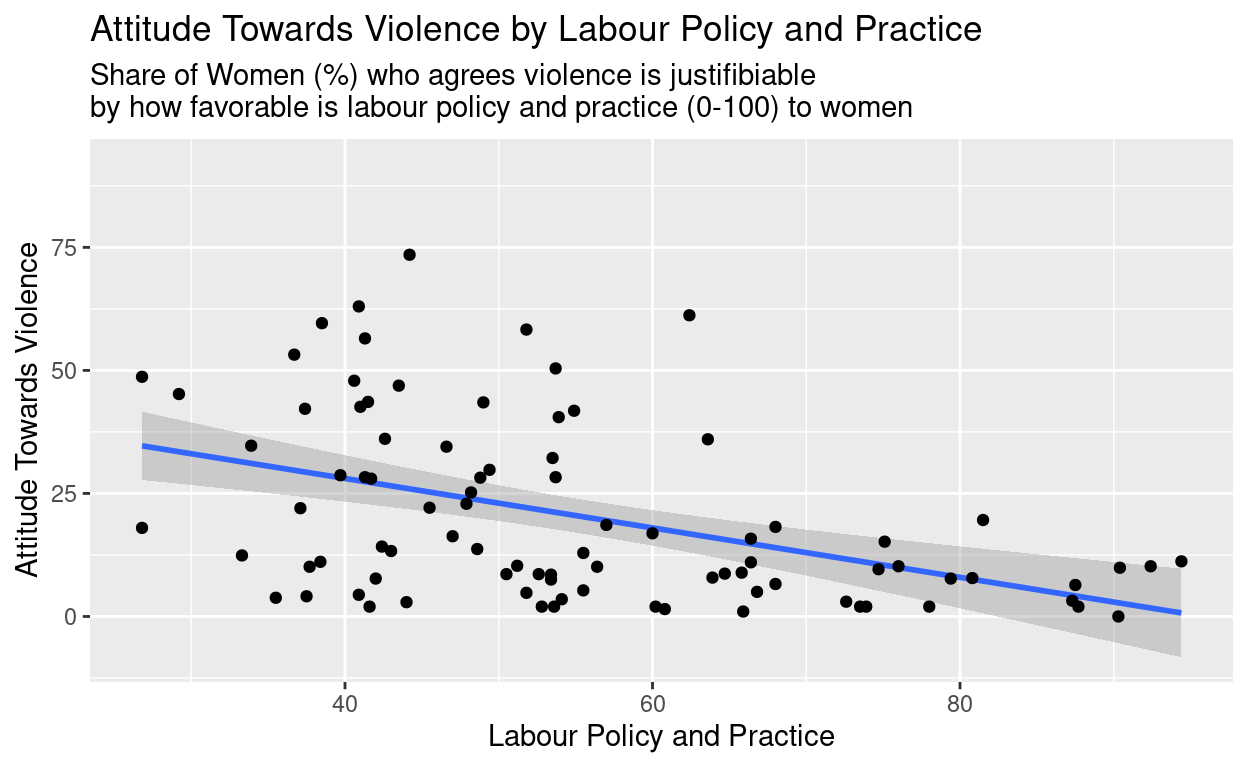 Attitude Towards Violence by Labour Policy and Practice
Share of Women (%) who agrees violence is justifibiable
by how favorable is labour policy and practice (0-100) to women
Attitude Towards Violence
75
50
25
0
40
60
80
Labour Policy and Practice